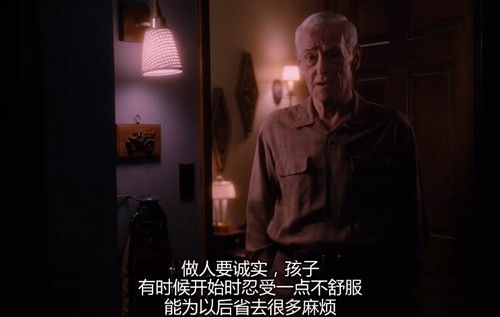 做人要诚实，孩子
有时候开始时忍受一点不舒服
能为以后省去很多麻烦